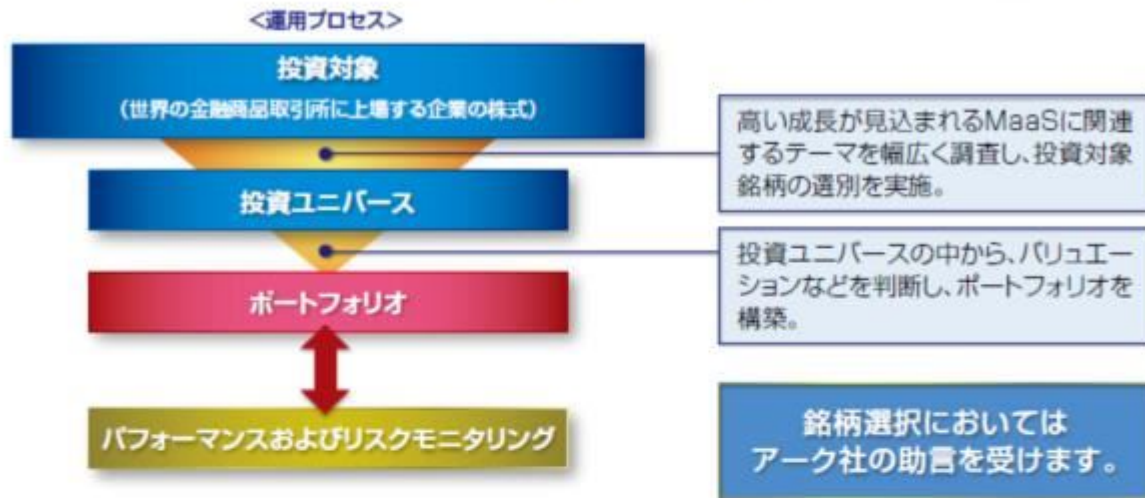 <運用プロセス>
投資対象
(世界の金融商品取引所に上場する企業の株式)
高い成長が見込まれるMaaSに関連
するテーマを幅広く調査し、投資対象
銘柄の選別を実施。
投資ユニバース
投資ユニバースの中から、バリュエー
ションなどを判断し、ポートフォリオを
構築。
ポートフォリオ
パフォーマンスおよびリスクモニタリング
銘柄選択においては
アーク社の助言を受けます。